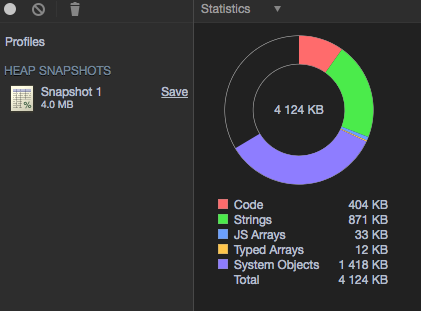 Statistics ▼
Profiles
HEAP SNAPSHOTS
Snapshot 1 Save
4.0 MB
%
4 124 KB
Code 404 KB
Strings 871 KB
JS Arrays 33 KB
Typed Arrays 12 KB
System Objects 1 418 KB
Total 4 124 KB